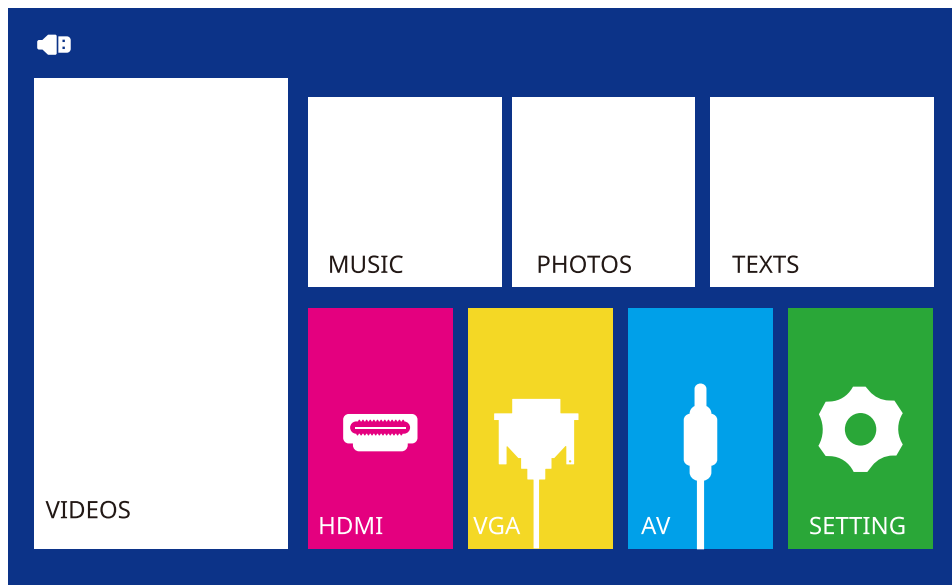 MUSIC
PHOTOS
TEXTS
VIDEOS
HDMI
VGA
AV
SETTING